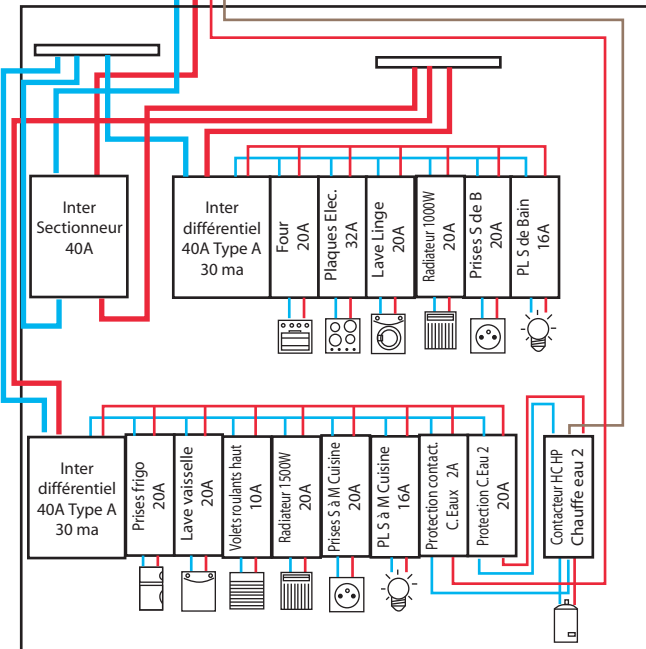 Inter
Sectionneur
40A
Inter
différentiel
40A Type A
30 ma
Four
20A
Plaques Elec.
32A
Lave Linge
20A
Radiateur 1000W
20A
Prises S de B
20A
PL S de Bain
16A
Inter
différentiel
40A Type A
30 ma
Prises frigo
20A
Lave vaisselle
20A
Volets roulants haut
10A
Radiateur 1500W
20A
Prises S à M Cuisine
20A
PL S à M Cuisine
16A
Protection contact.
C.Eaux 2A
Protection C.Eau 2
20A
Contacteur HC HP
Chauffe eau 2